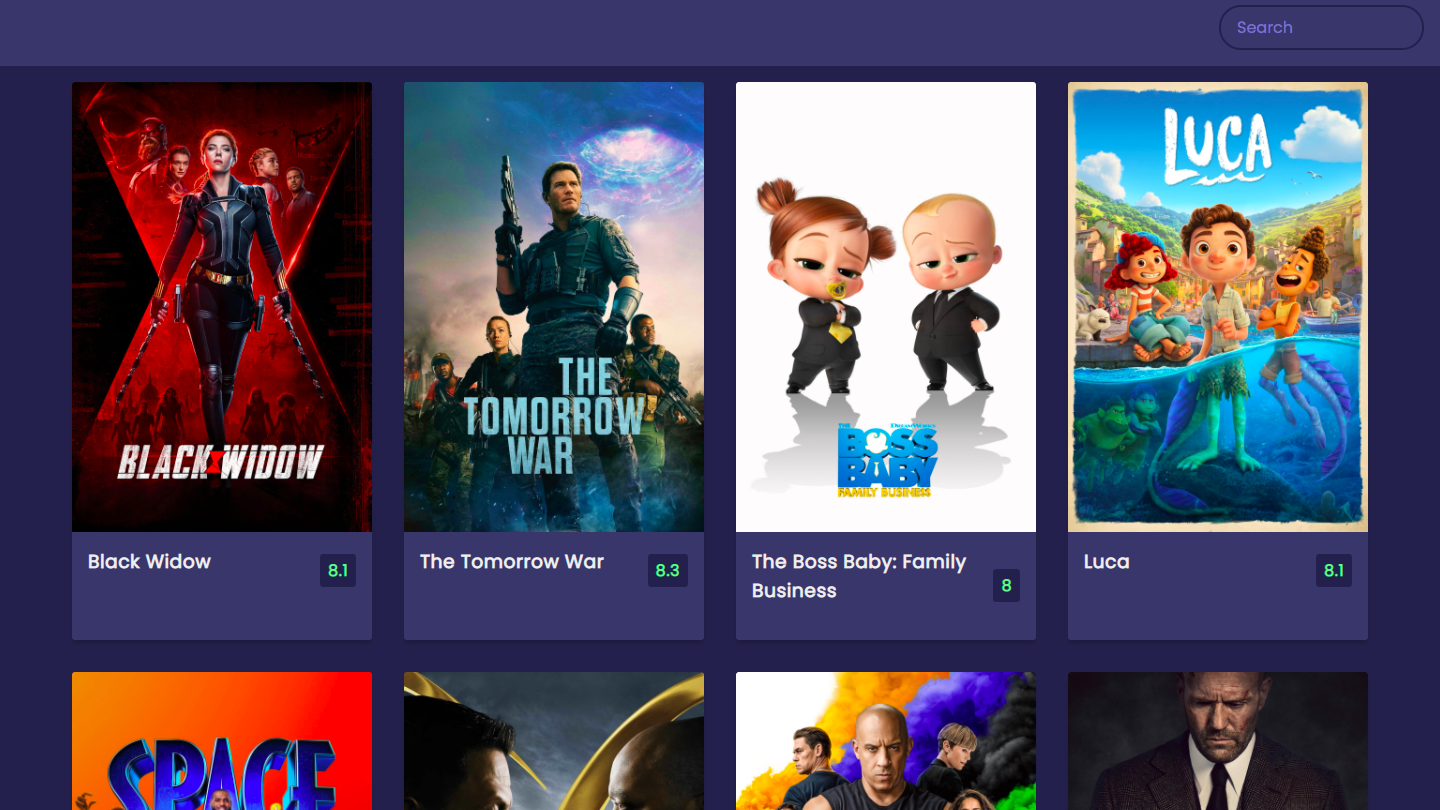 Search
BLACK WIDOW
THE
TOMORROW
WAR
THE
DREAMWORKS
BOSS
BABY
FAMILY BUSINESS
LUCA
Black Widow
8.1
The Tomorrow War
8.3
The Boss Baby: Family
Business
8
Luca
8.1
SPACE